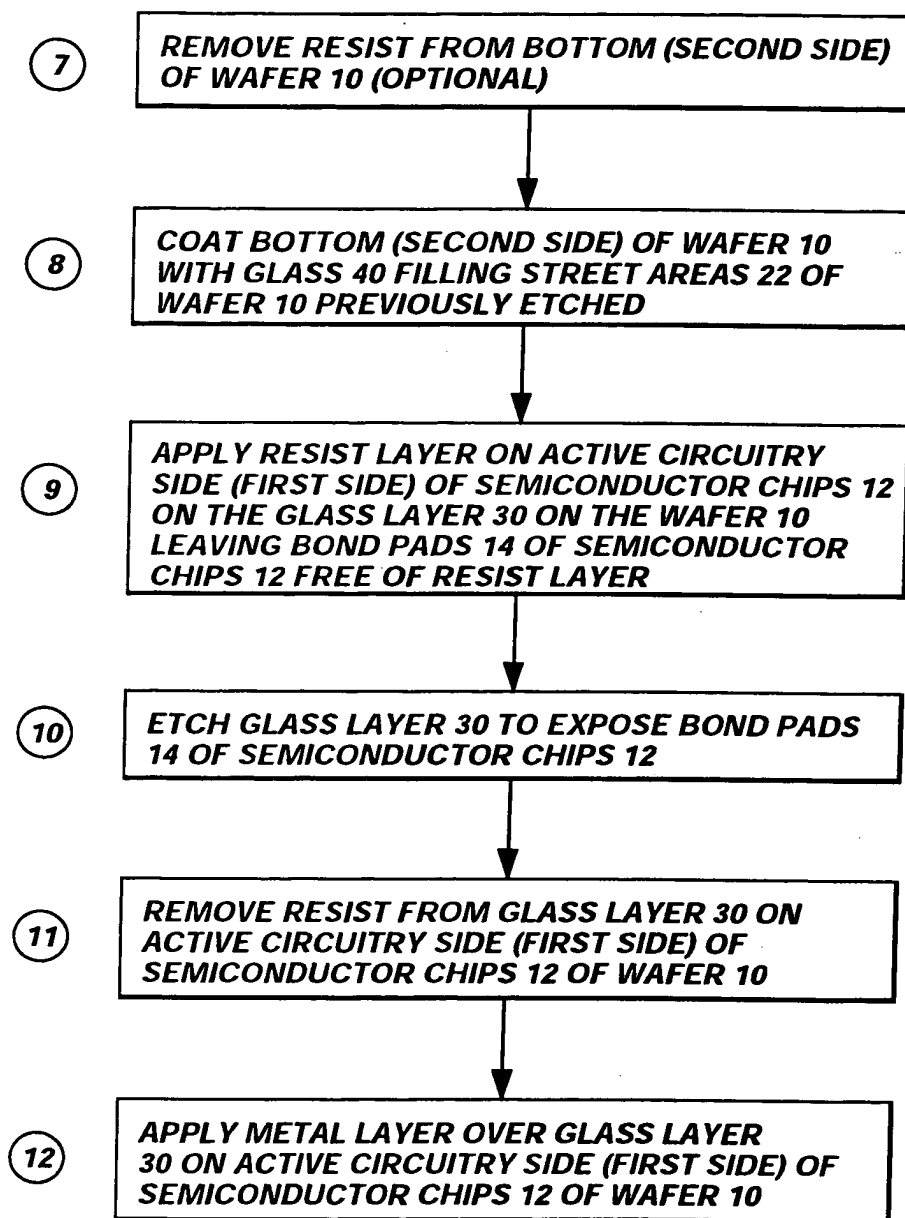 7
REMOVE RESIST FROM BOTTOM (SECOND SIDE)
OF WAFER 10 (OPTIONAL)
8
COAT BOTTOM (SECOND SIDE) OF WAFER 10
WITH GLASS 40 FILLING STREET AREAS 22 OF
WAFER 10 PREVIOUSLY ETCHED
9
APPLY RESIST LAYER ON ACTIVE CIRCUITRY
SIDE (FIRST SIDE) OF SEMICONDUCTOR CHIPS 12
ON THE GLASS LAYER 30 ON THE WAFER 10
LEAVING BOND PADS 14 OF SEMICONDUCTOR
CHIPS 12 FREE OF RESIST LAYER
10
ETCH GLASS LAYER 30 TO EXPOSE BOND PADS
14 OF SEMICONDUCTOR CHIPS 12
11
REMOVE RESIST FROM GLASS LAYER 30 ON
ACTIVE CIRCUITRY SIDE (FIRST SIDE) OF
SEMICONDUCTOR CHIPS 12 OF WAFER 10
12
APPLY METAL LAYER OVER GLASS LAYER
30 ON ACTIVE CIRCUITRY SIDE (FIRST SIDE) OF
SEMICONDUCTOR CHIPS 12 OF WAFER 10